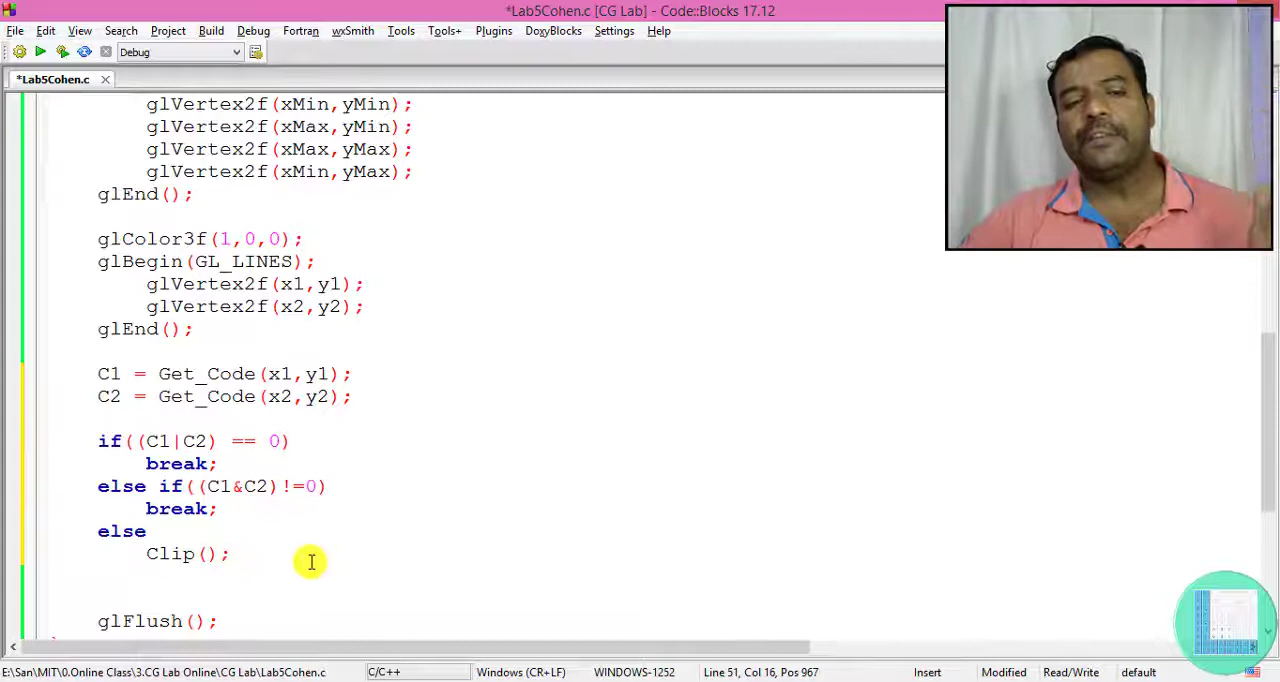 *Lab5Cohen.c [CG Lab] - Code::Blocks 17.12
File Edit View Search Project Build Debug Fortran wxSmith Tools Tools+ Plugins DoxyBlocks Settings Help
Debug
*Lab5Cohen.c
glVertex2f(xMin,yMin);
glVertex2f(xMax,yMin);
glVertex2f(xMax,yMax);
glVertex2f(xMin,yMax);
glEnd();
glColor3f(1,0,0);
glBegin(GL_LINES);
glVertex2f(x1,y1);
glVertex2f(x2,y2);
glEnd();
C1 = Get_Code(x1,y1);
C2 = Get_Code(x2,y2);
if((C1|C2) == 0)
break;
else if((C1&C2)!=0)
break;
else
Clip();
glFlush();
E:\San\MIT\0.Online Class\3.CG Lab Online\CG Lab\Lab5Cohen.c C/C++ Windows (CR+LF) WINDOWS-1252 Line 51, Col 16, Pos 967 Insert Modified Read/Write default